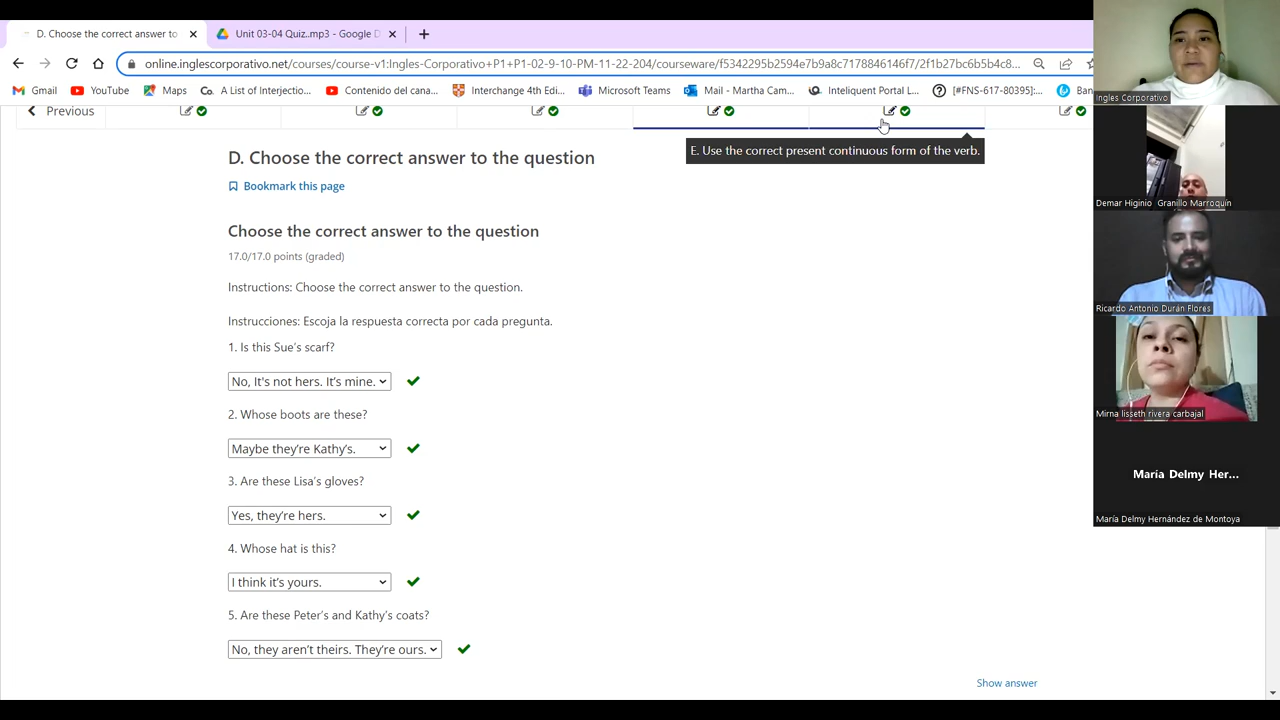 D. Choose the correct answer to
Unit 03-04 Quiz..mp3 - Google D
online.inglescorporativo.net/courses/course-v1:Ingles-Corporativo+P1+P1-02-9-10-PM-11-22-204/courseware/f5342295b2594e7b9a8c7178846146f7/2f1b27bc6b5b4c8...
Gmail
YouTube
Maps
A List of Interjectio...
Contenido del canal...
Interchange 4th Edi...
Microsoft Teams
Mail - Martha Cam...
Inteliquent Portal L...
[#FNS-617-80395]:...
Ban
Previous
E. Use the correct present continuous form of the verb.
D. Choose the correct answer to the question
Bookmark this page
Choose the correct answer to the question
17.0/17.0 points (graded)
Instructions: Choose the correct answer to the question.
Instrucciones: Escoja la respuesta correcta por cada pregunta.
1. Is this Sue's scarf?
No, It's not hers. It's mine.
2. Whose boots are these?
Maybe they're Kathy's.
3. Are these Lisa's gloves?
Yes, they're hers.
4. Whose hat is this?
I think it's yours.
5. Are these Peter's and Kathy's coats?
No, they aren't theirs. They're ours.
Show answer
Ingles Corporativo
Demar Higinio Granillo Marroquín
Ricardo Antonio Durán Flores
Mirna lisseth rivera carbajal
María Delmy Her...
María Delmy Hernández de Montoya